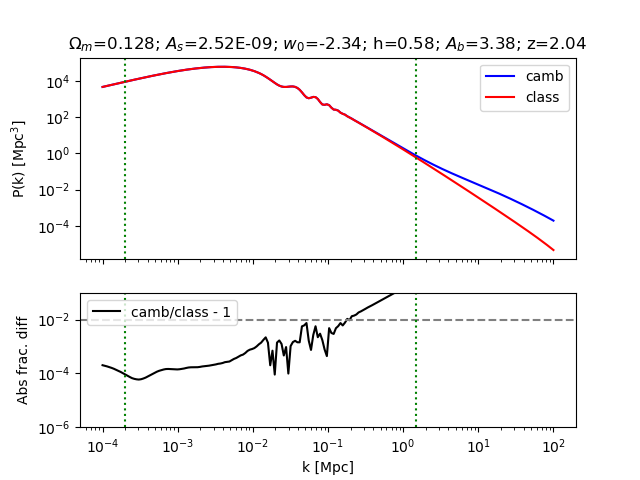 Ωₘ=0.128; Aₛ=2.52E-09; w₀=-2.34; h=0.58; A_b=3.38; z=2.04
10⁴
10²
10⁰
10⁻²
10⁻⁴
P(k) [Mpc³]
camb
class
10⁻²
10⁻⁴
10⁻⁶
Abs frac. diff
camb/class - 1
10⁻⁴ 10⁻³ 10⁻² 10⁻¹ 10⁰ 10¹ 10²
k [Mpc]